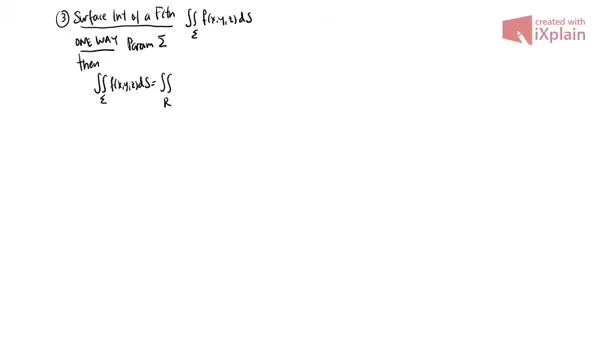 ③ Surface Int of a Fctn ∬_Σ f(x,y,z) dS
ONE WAY Param Σ
then
∬_Σ f(x,y,z) dS = ∬_R
created with
iXplain